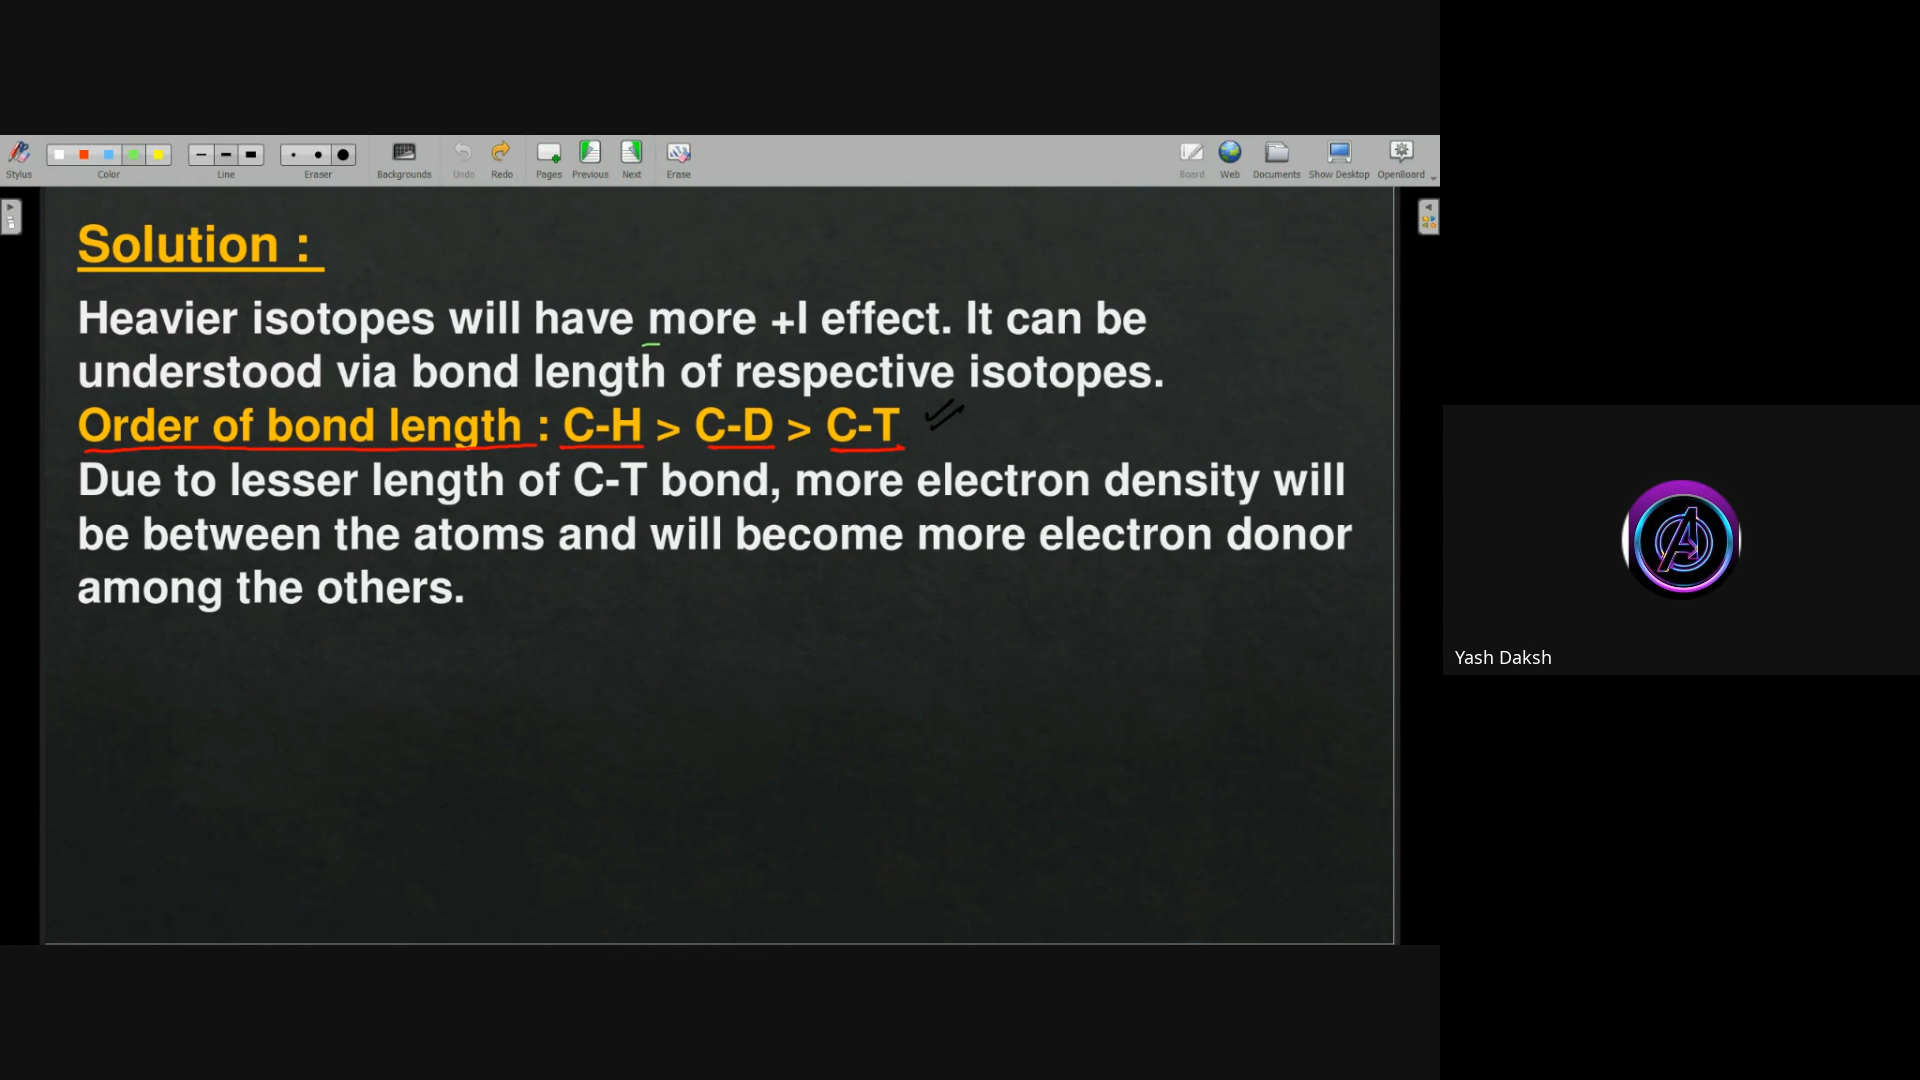 Stylus
Color
Line
Eraser
Backgrounds
Undo
Redo
Pages
Previous
Next
Erase
Board
Web
Documents
Show Desktop
OpenBoard
Solution :
Heavier isotopes will have more +I effect. It can be
understood via bond length of respective isotopes.
Order of bond length : C-H > C-D > C-T
Due to lesser length of C-T bond, more electron density will
be between the atoms and will become more electron donor
among the others.
Yash Daksh